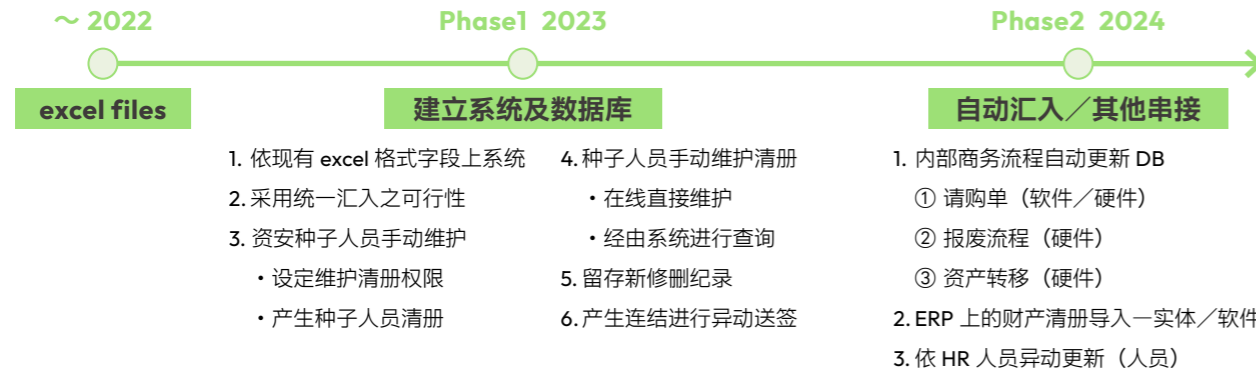 ～ 2022
excel files
Phase1 2023
建立系统及数据库
1. 依现有 excel 格式字段上系统
2. 采用统一汇入之可行性
3. 资安种子人员手动维护
・设定维护清册权限
・产生种子人员清册
4. 种子人员手动维护清册
・在线直接维护
・经由系统进行查询
5. 留存新修删纪录
6. 产生连结进行异动送签
Phase2 2024
自动汇入／其他串接
1. 内部商务流程自动更新 DB
① 请购单（软件／硬件）
② 报废流程（硬件）
③ 资产转移（硬件）
2. ERP 上的财产清册导入—实体／软件
3. 依 HR 人员异动更新（人员）